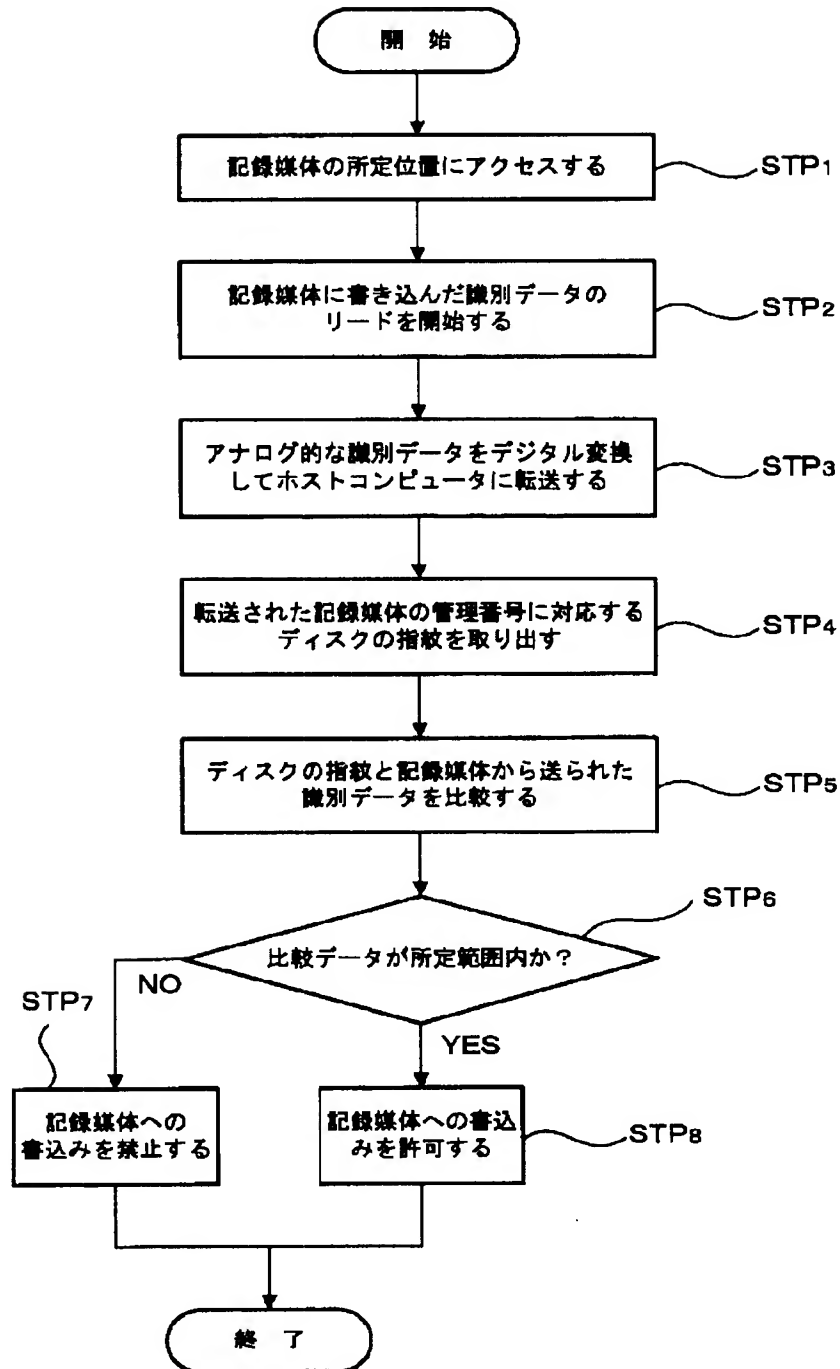 開 始
記録媒体の所定位置にアクセスする
STP1
記録媒体に書き込んだ識別データの
リードを開始する
STP2
アナログ的な識別データをデジタル変換
してホストコンピュータに転送する
STP3
転送された記録媒体の管理番号に対応する
ディスクの指紋を取り出す
STP4
ディスクの指紋と記録媒体から送られた
識別データを比較する
STP5
STP6
比較データが所定範囲内か？
NO
YES
STP7
記録媒体への
書込みを禁止する
記録媒体への書込
みを許可する
STP8
終 了